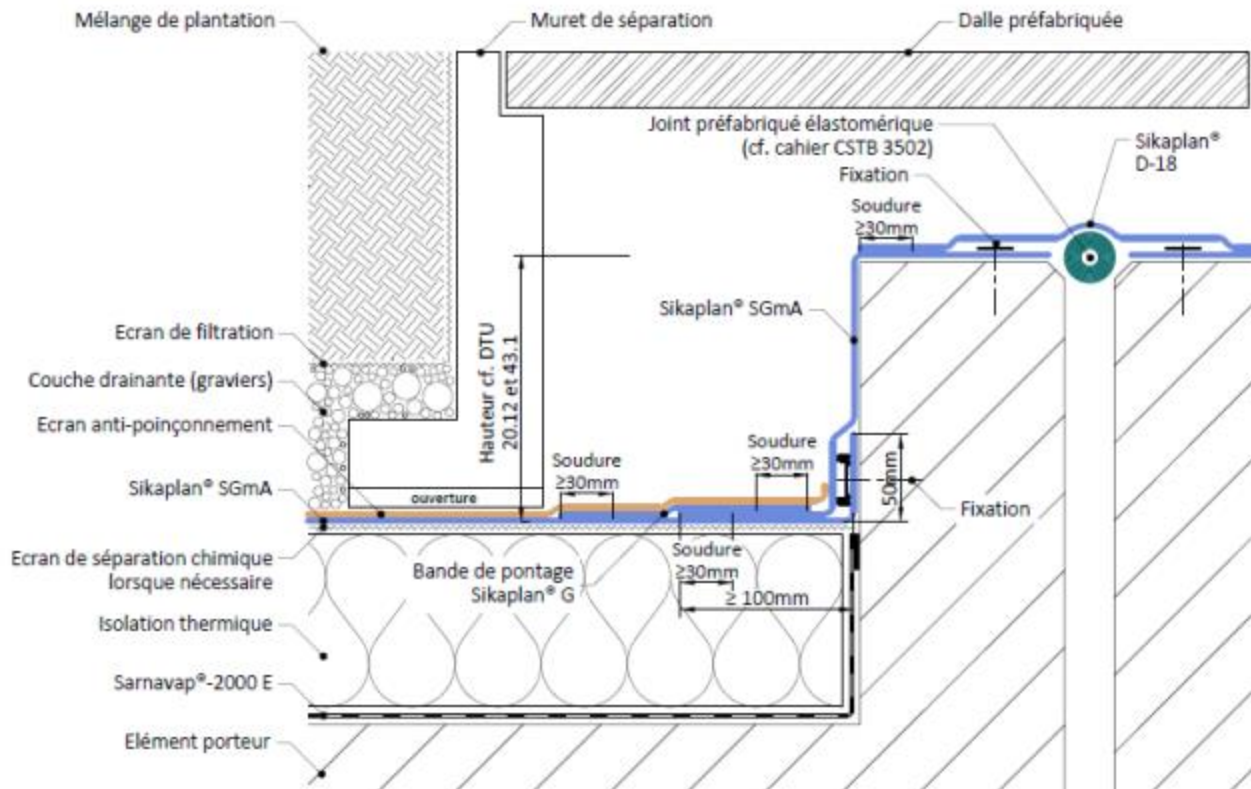 Mélange de plantation
Muret de séparation
Dalle préfabriquée
Joint préfabriqué élastomérique
(cf. cahier CSTB 3502)
Sikaplan®
D-18
Fixation
Soudure
≥30mm
Sikaplan® SGmA
Hauteur cf. DTU
20.12 et 43.1
Ecran de filtration
Couche drainante (graviers)
Ecran anti-poinçonnement
Sikaplan® SGmA
ouverture
Soudure
≥30mm
Soudure
≥30mm
50mm
Fixation
Ecran de séparation chimique
lorsque nécessaire
Bande de pontage
Sikaplan® G
Soudure
≥30mm
≥ 100mm
Isolation thermique
Sarnavap®-2000 E
Elément porteur